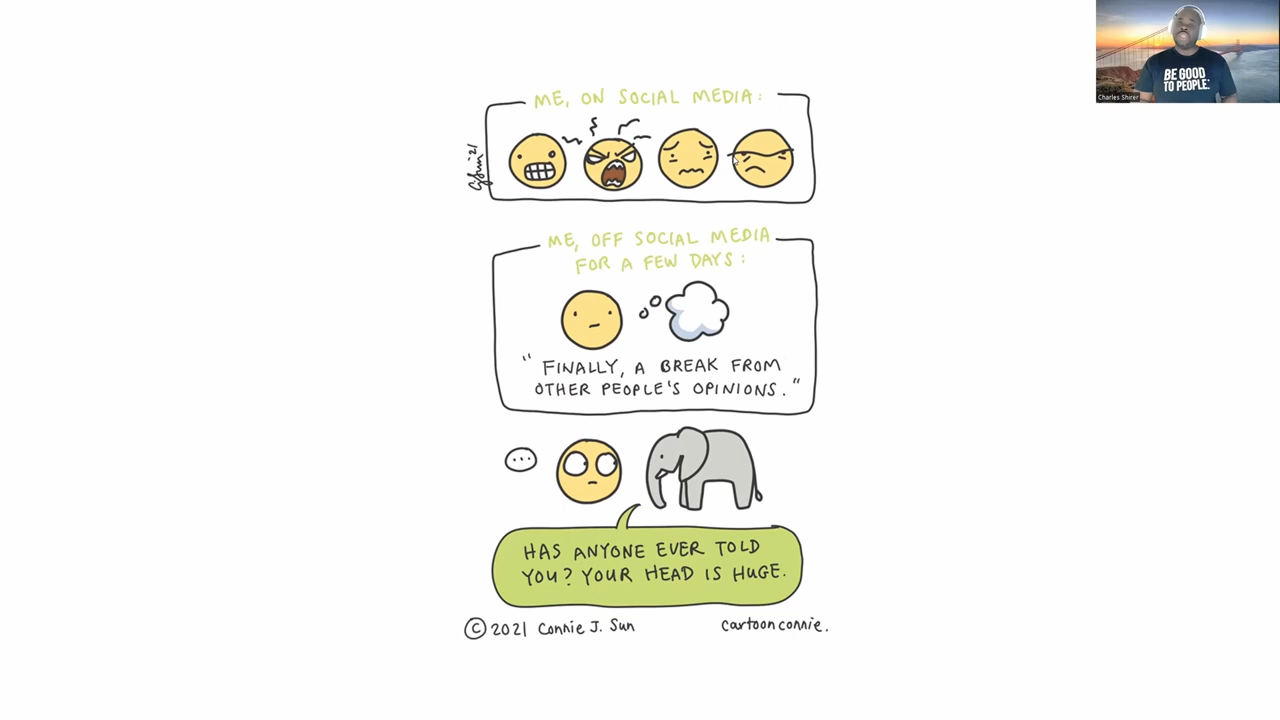 ME, ON SOCIAL MEDIA:
ME, OFF SOCIAL MEDIA
FOR A FEW DAYS:
"FINALLY, A BREAK FROM
OTHER PEOPLE'S OPINIONS."
...
HAS ANYONE EVER TOLD
YOU? YOUR HEAD IS HUGE.
© 2021 Connie J. Sun
cartoonconnie.
BE GOOD
TO PEOPLE
Charles Shirer